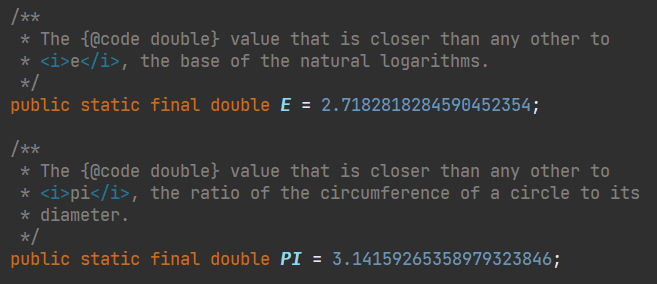 /**
* The {@code double} value that is closer than any other to
* <i>e</i>, the base of the natural logarithms.
*/
public static final double E = 2.7182818284590452354;
/**
* The {@code double} value that is closer than any other to
* <i>pi</i>, the ratio of the circumference of a circle to its
* diameter.
*/
public static final double PI = 3.14159265358979323846;